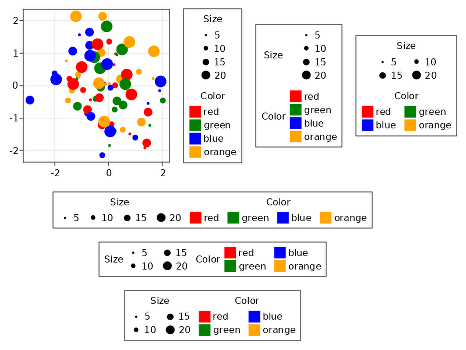 2
1
0
-1
-2
-2
0
2
Size
5
10
15
20
Color
red
green
blue
orange
Size
5
10
15
20
Color
red
green
blue
orange
5 10
15 20
red green
blue orange
Size Color
5 10 15 20 red green blue orange
Size 5 15 Color red blue
10 20 green orange
Size Color
5 15 red blue
10 20 green orange